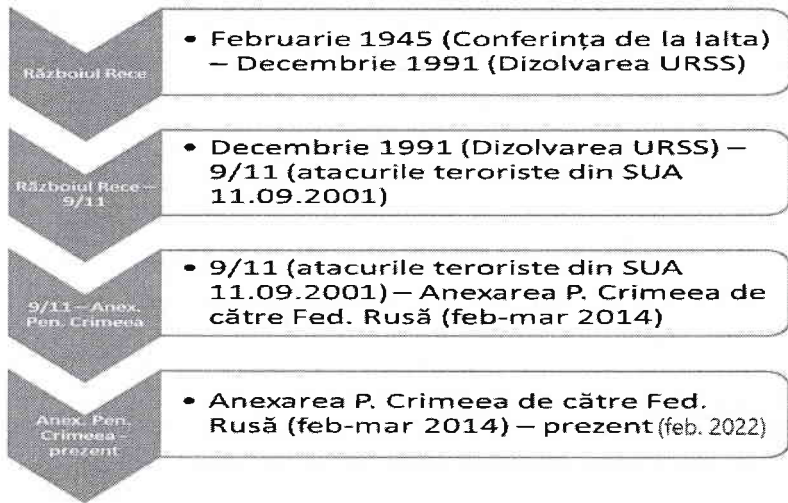 Războiul Rece
• Februarie 1945 (Conferința de la Ialta)
– Decembrie 1991 (Dizolvarea URSS)
Războiul Rece –
9/11
• Decembrie 1991 (Dizolvarea URSS) –
9/11 (atacurile teroriste din SUA
11.09.2001)
9/11 – Anex.
Pen. Crimeea
• 9/11 (atacurile teroriste din SUA
11.09.2001) – Anexarea P. Crimeea de
către Fed. Rusă (feb-mar 2014)
Anex. Pen.
Crimeea -
prezent
• Anexarea P. Crimeea de către Fed.
Rusă (feb-mar 2014) – prezent (feb. 2022)